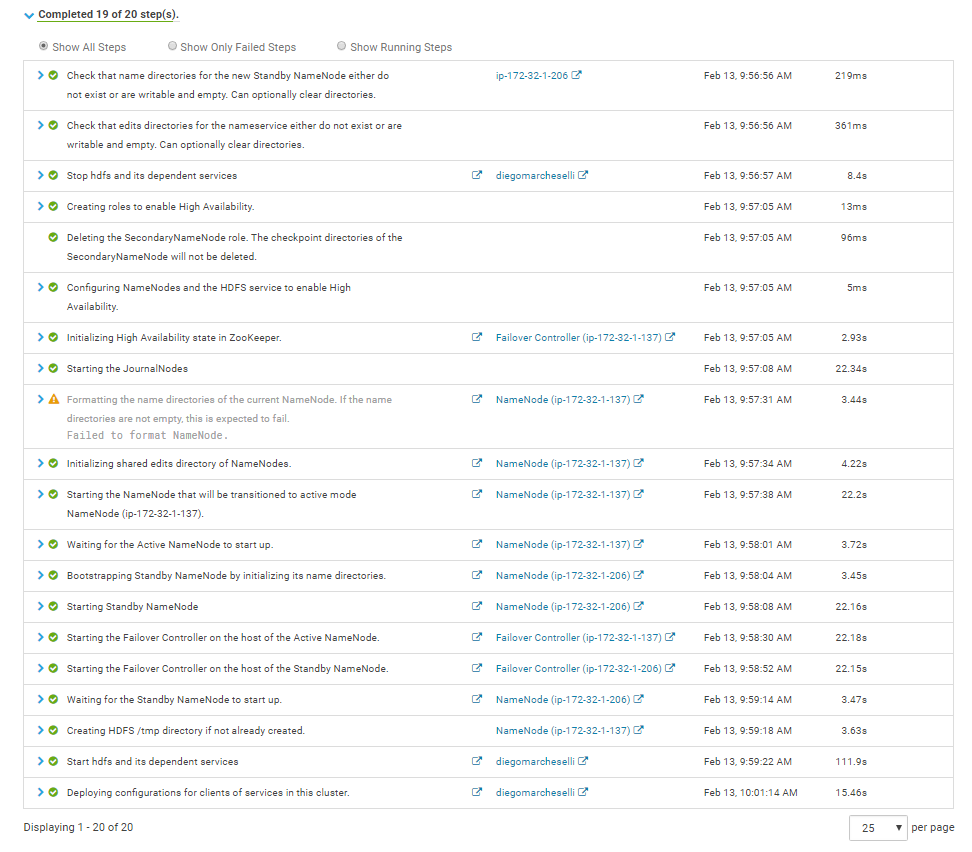 Completed 19 of 20 step(s).
Show All Steps Show Only Failed Steps Show Running Steps
Check that name directories for the new Standby NameNode either do ip-172-32-1-206 Feb 13, 9:56:56 AM 219ms
not exist or are writable and empty. Can optionally clear directories.
Check that edits directories for the nameservice either do not exist or are Feb 13, 9:56:56 AM 361ms
writable and empty. Can optionally clear directories.
Stop hdfs and its dependent services diegomarcheselli Feb 13, 9:56:57 AM 8.4s
Creating roles to enable High Availability. Feb 13, 9:57:05 AM 13ms
Deleting the SecondaryNameNode role. The checkpoint directories of the Feb 13, 9:57:05 AM 96ms
SecondaryNameNode will not be deleted.
Configuring NameNodes and the HDFS service to enable High Feb 13, 9:57:05 AM 5ms
Availability.
Initializing High Availability state in ZooKeeper. Failover Controller (ip-172-32-1-137) Feb 13, 9:57:05 AM 2.93s
Starting the JournalNodes Feb 13, 9:57:08 AM 22.34s
Formatting the name directories of the current NameNode. If the name NameNode (ip-172-32-1-137) Feb 13, 9:57:31 AM 3.44s
directories are not empty, this is expected to fail.
Failed to format NameNode.
Initializing shared edits directory of NameNodes. NameNode (ip-172-32-1-137) Feb 13, 9:57:34 AM 4.22s
Starting the NameNode that will be transitioned to active mode NameNode (ip-172-32-1-137) Feb 13, 9:57:38 AM 22.2s
NameNode (ip-172-32-1-137).
Waiting for the Active NameNode to start up. NameNode (ip-172-32-1-137) Feb 13, 9:58:01 AM 3.72s
Bootstrapping Standby NameNode by initializing its name directories. NameNode (ip-172-32-1-206) Feb 13, 9:58:04 AM 3.45s
Starting Standby NameNode NameNode (ip-172-32-1-206) Feb 13, 9:58:08 AM 22.16s
Starting the Failover Controller on the host of the Active NameNode. Failover Controller (ip-172-32-1-137) Feb 13, 9:58:30 AM 22.18s
Starting the Failover Controller on the host of the Standby NameNode. Failover Controller (ip-172-32-1-206) Feb 13, 9:58:52 AM 22.15s
Waiting for the Standby NameNode to start up. NameNode (ip-172-32-1-206) Feb 13, 9:59:14 AM 3.47s
Creating HDFS /tmp directory if not already created. NameNode (ip-172-32-1-137) Feb 13, 9:59:18 AM 3.63s
Start hdfs and its dependent services diegomarcheselli Feb 13, 9:59:22 AM 111.9s
Deploying configurations for clients of services in this cluster. diegomarcheselli Feb 13, 10:01:14 AM 15.46s
Displaying 1 - 20 of 20 25 per page